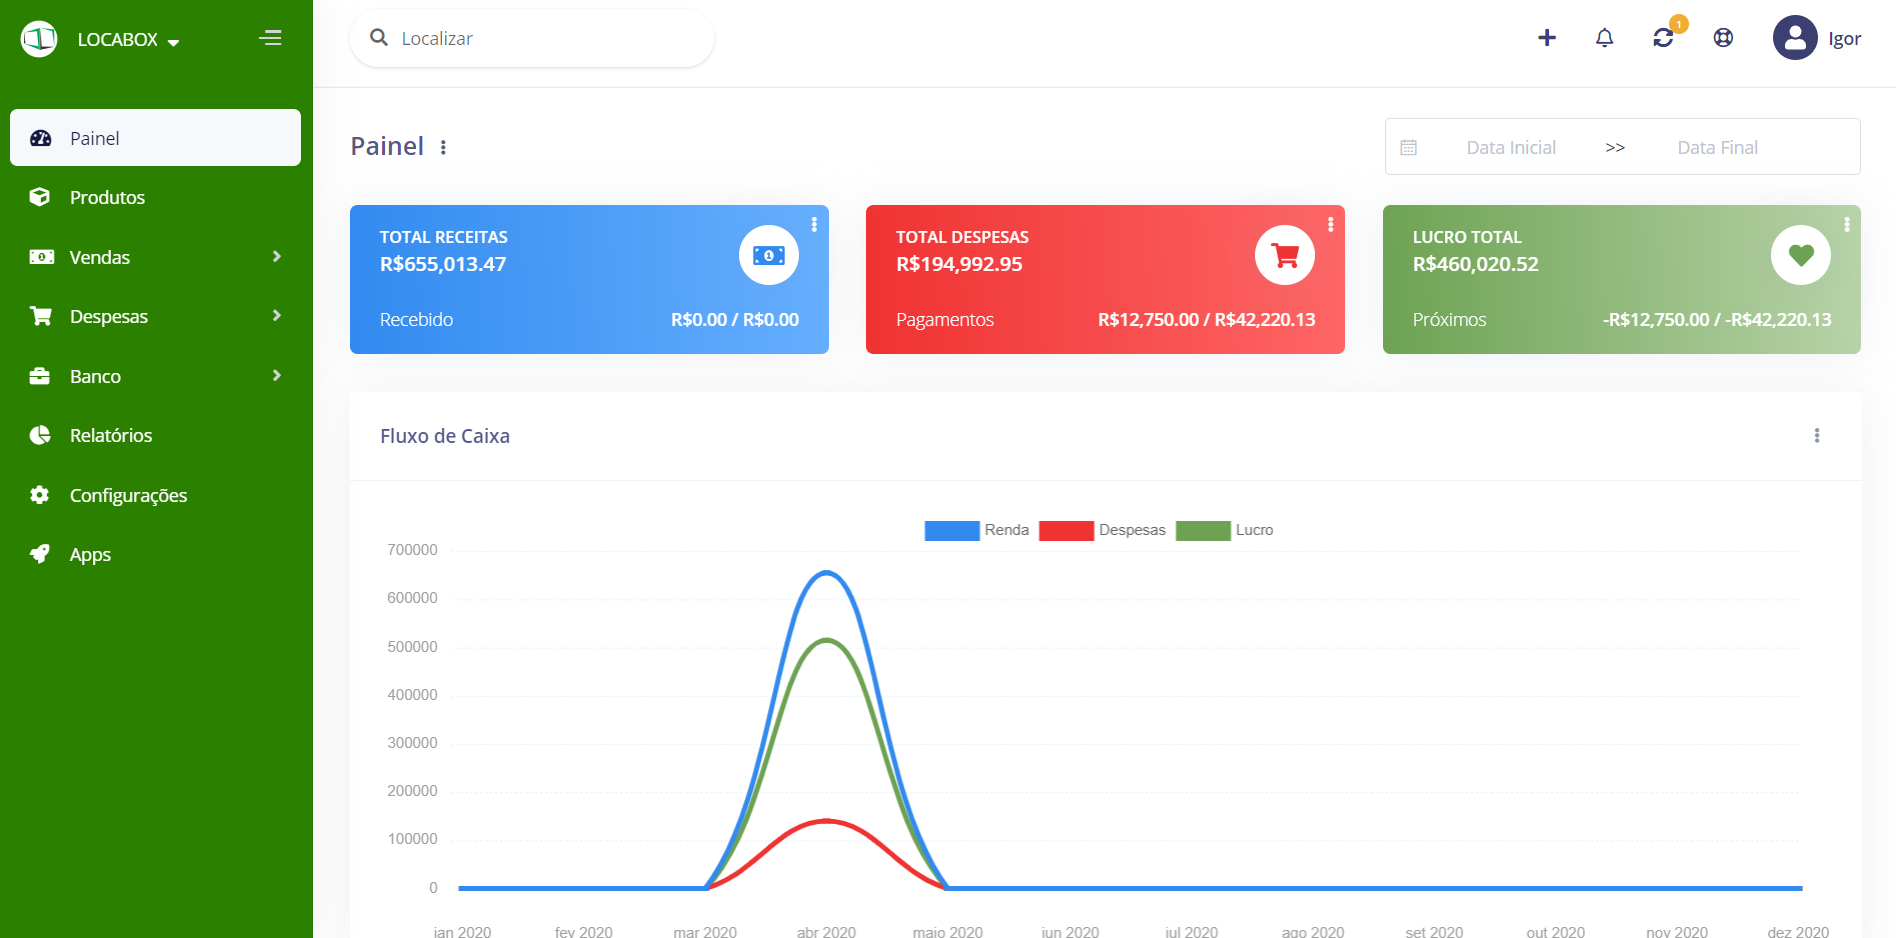 LOCABOX
Localizar
1
Igor
Painel
Produtos
Vendas
Despesas
Banco
Relatórios
Configurações
Apps
Painel
Data Inicial >> Data Final
TOTAL RECEITAS
R$655,013.47
Recebido R$0.00 / R$0.00
TOTAL DESPESAS
R$194,992.95
Pagamentos R$12,750.00 / R$42,220.13
LUCRO TOTAL
R$460,020.52
Próximos -R$12,750.00 / -R$42,220.13
Fluxo de Caixa
Renda Despesas Lucro
700000
600000
500000
400000
300000
200000
100000
0
jan 2020 fev 2020 mar 2020 abr 2020 maio 2020 jun 2020 jul 2020 ago 2020 set 2020 out 2020 nov 2020 dez 2020